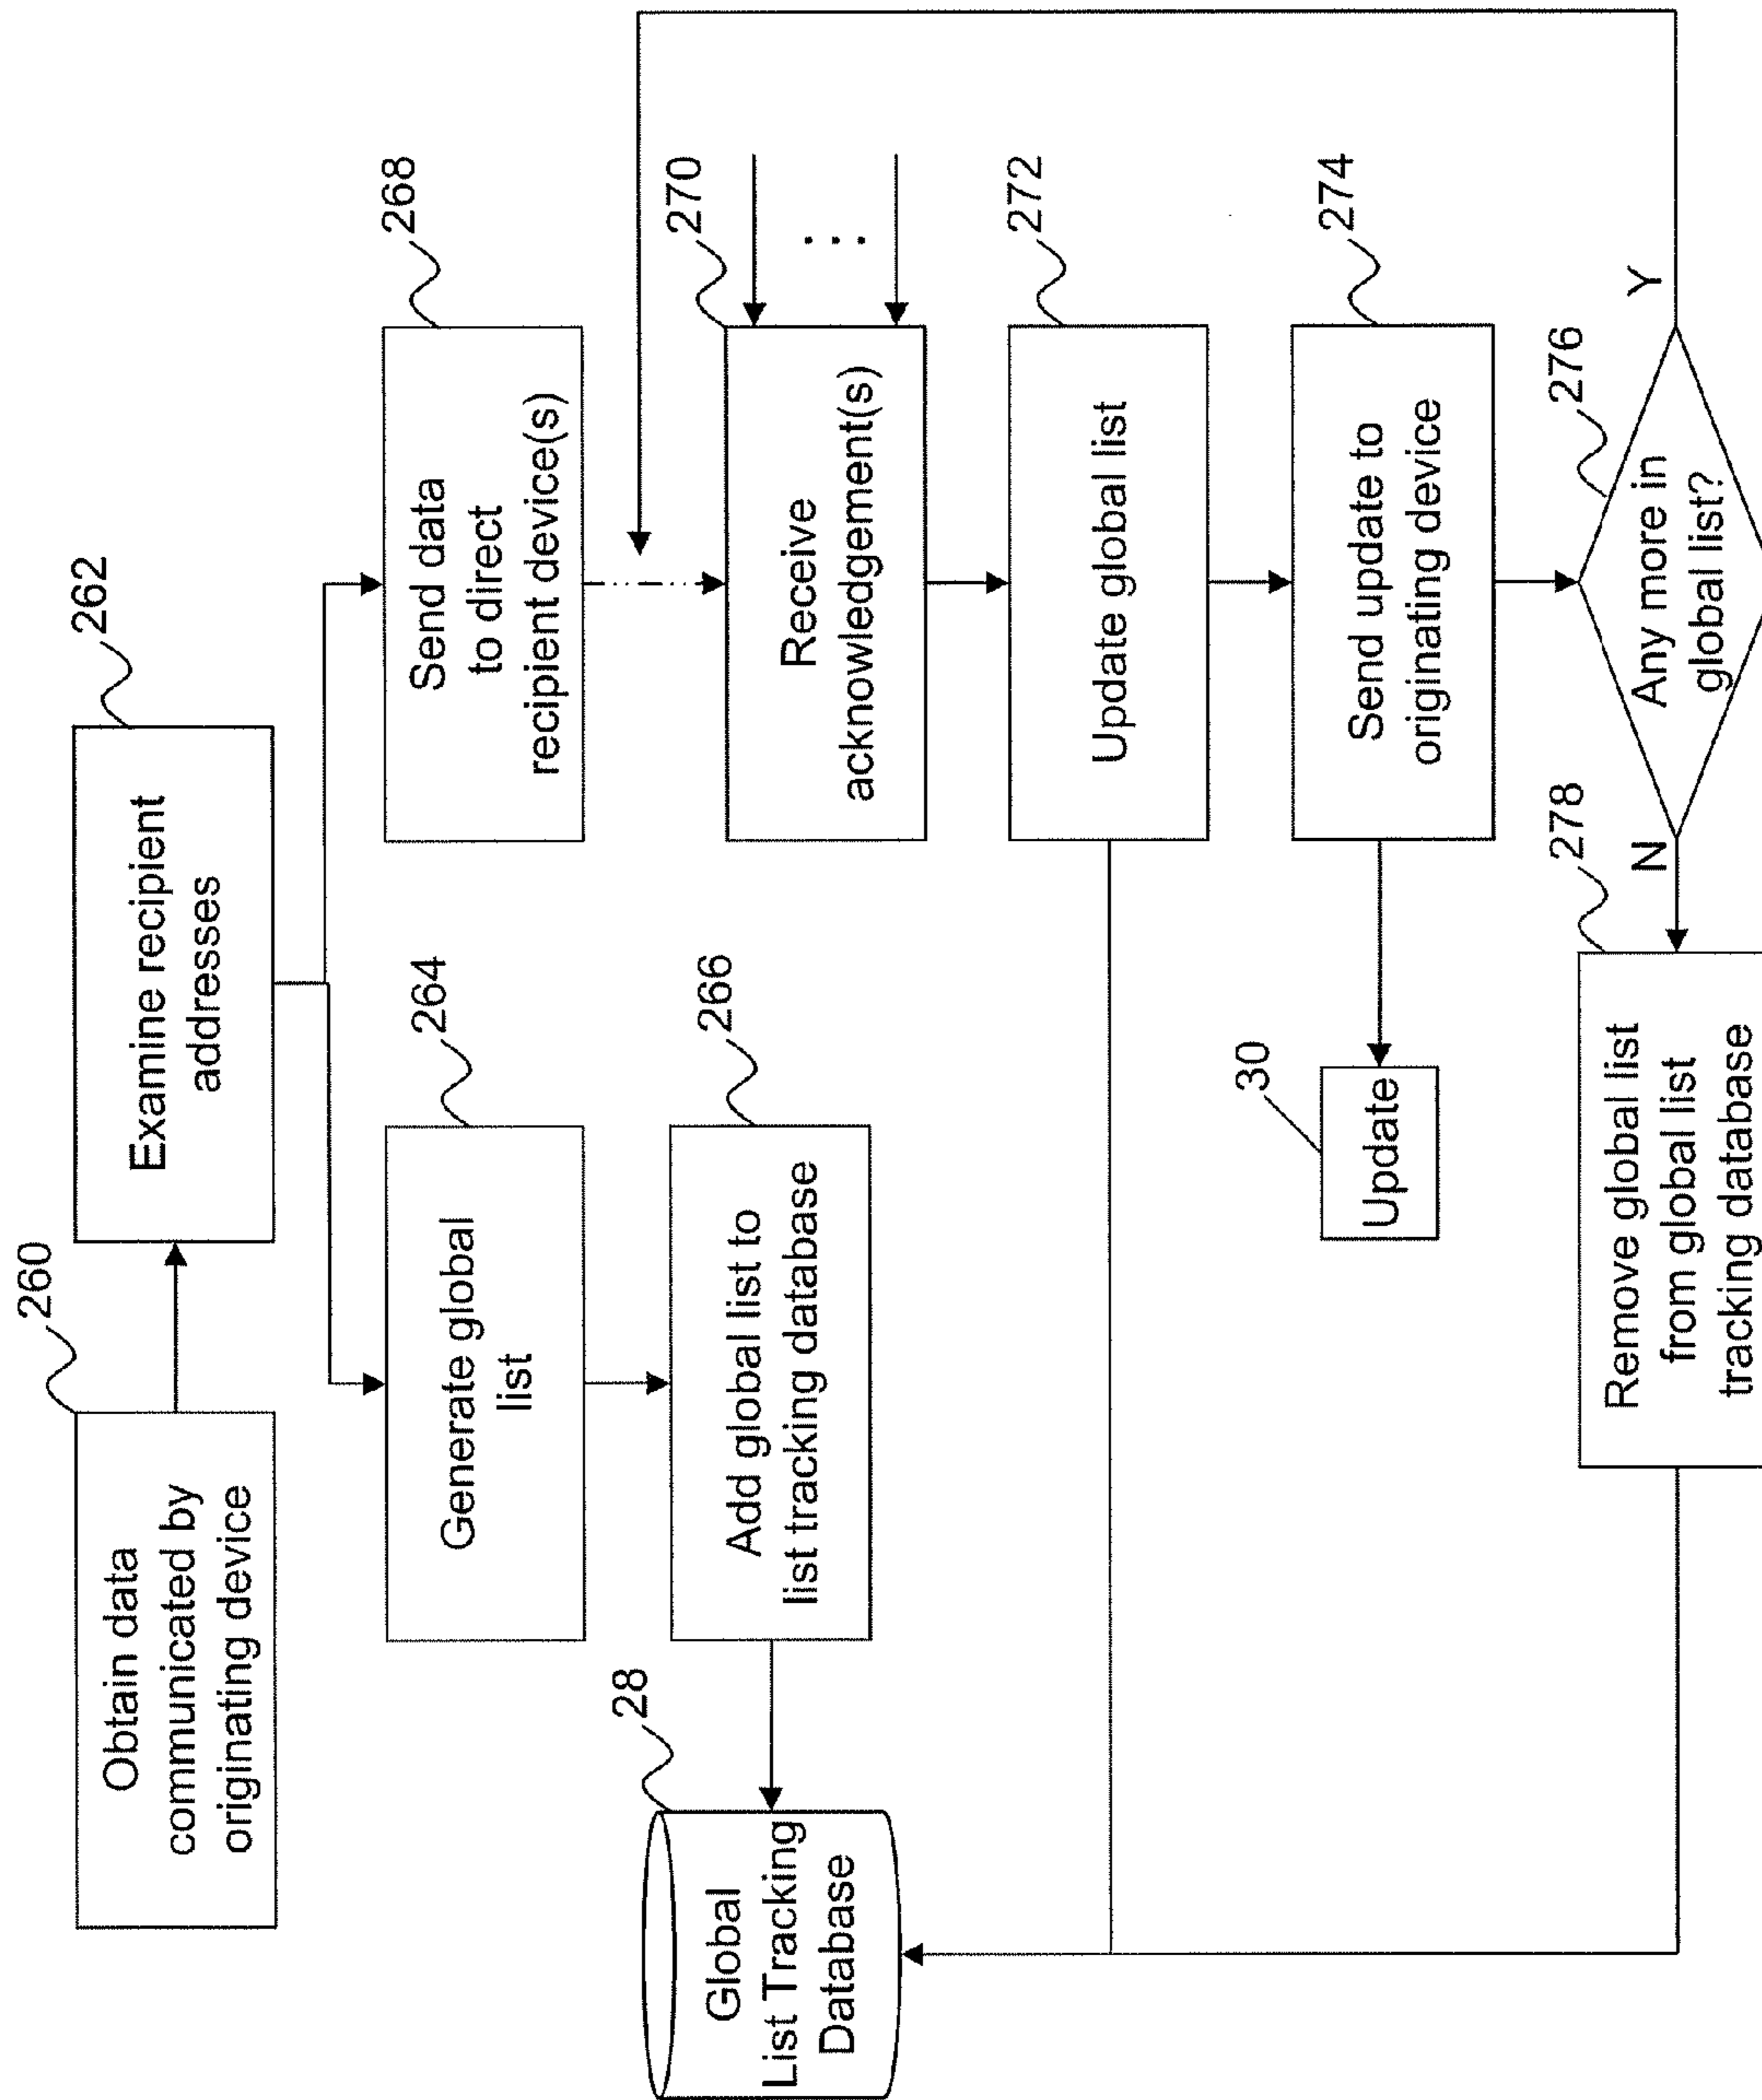 260
Obtain data
communicated by
originating device
262
Examine recipient
addresses
264
Generate global
list
266
Add global list to
list tracking database
28
Global
List Tracking
Database
268
Send data
to direct
recipient device(s)
270
Receive
acknowledgement(s)
...
272
Update global list
274
Send update to
originating device
30
Update
276
Any more in
global list?
Y
N
278
Remove global list
from global list
tracking database